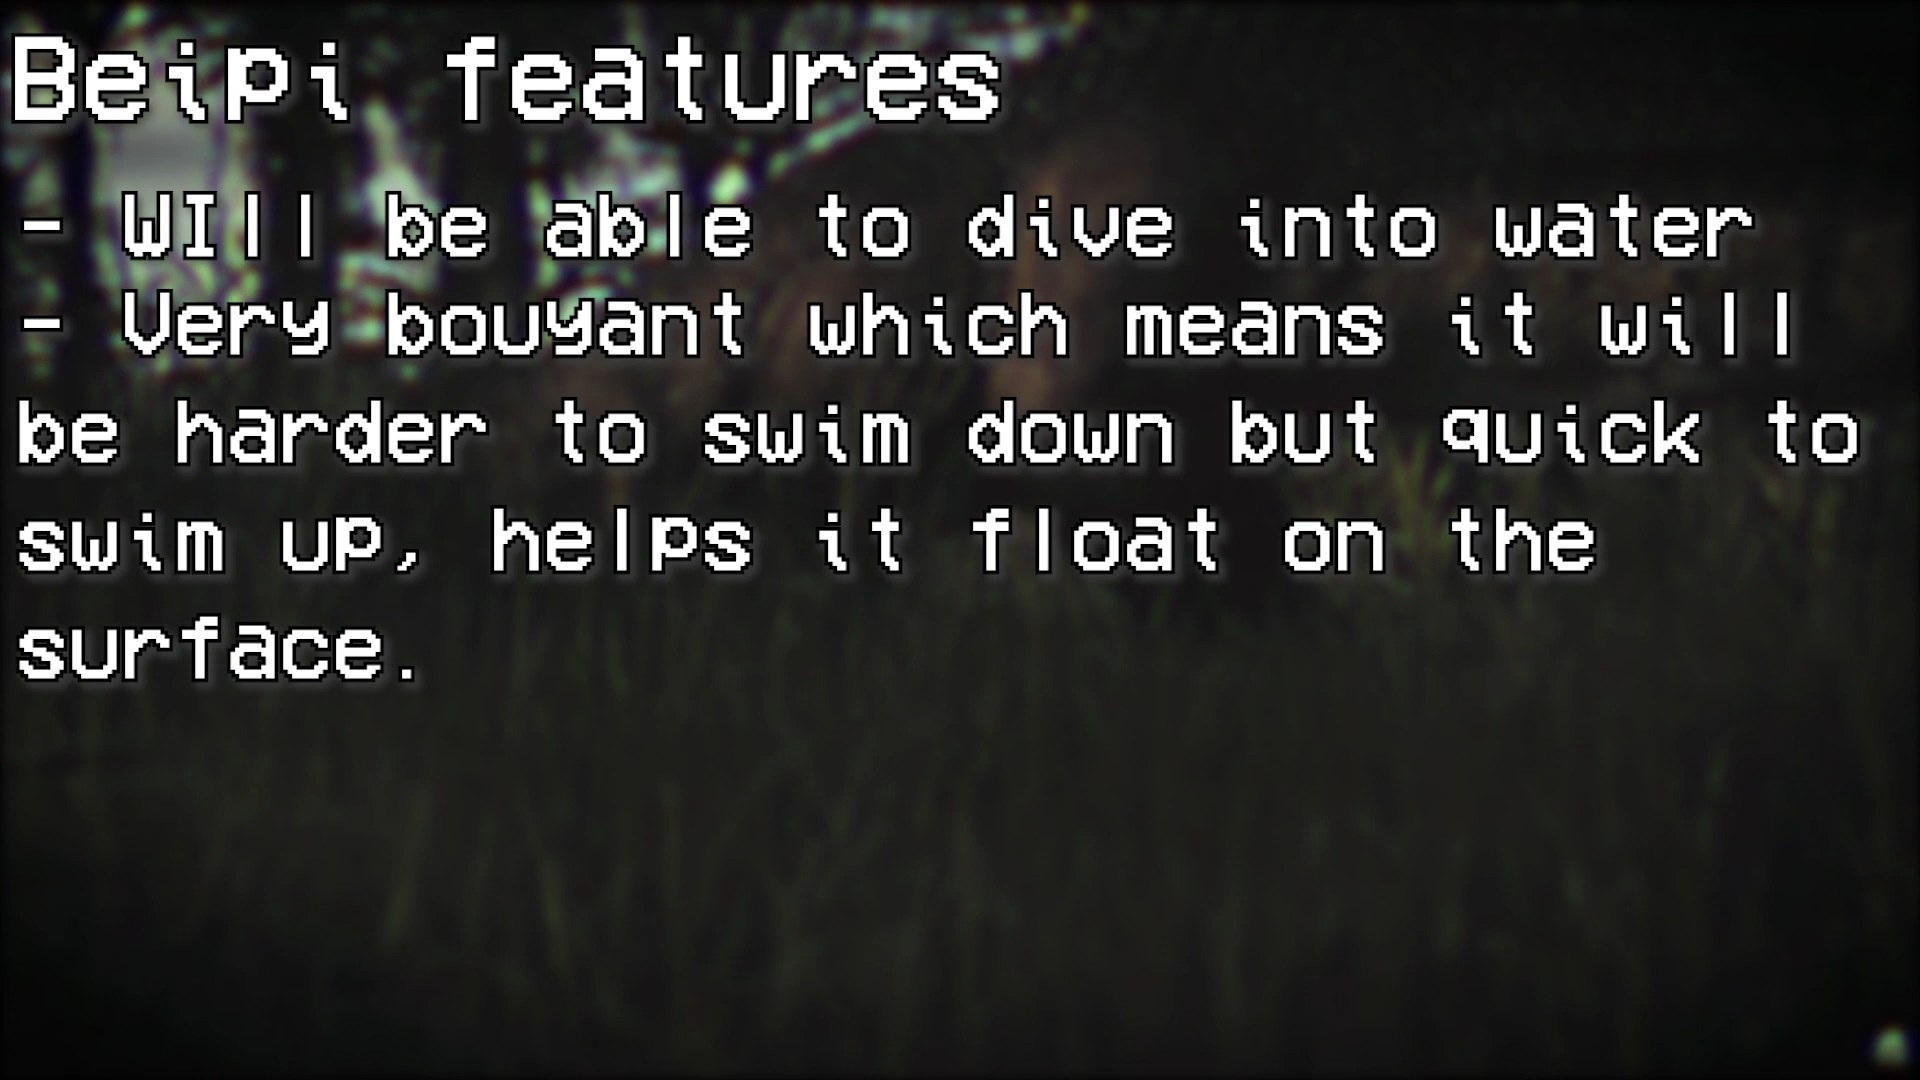 Beipi features
- WIll be able to dive into water
- Very bouyant which means it will
be harder to swim down but quick to
swim up, helps it float on the
surface.